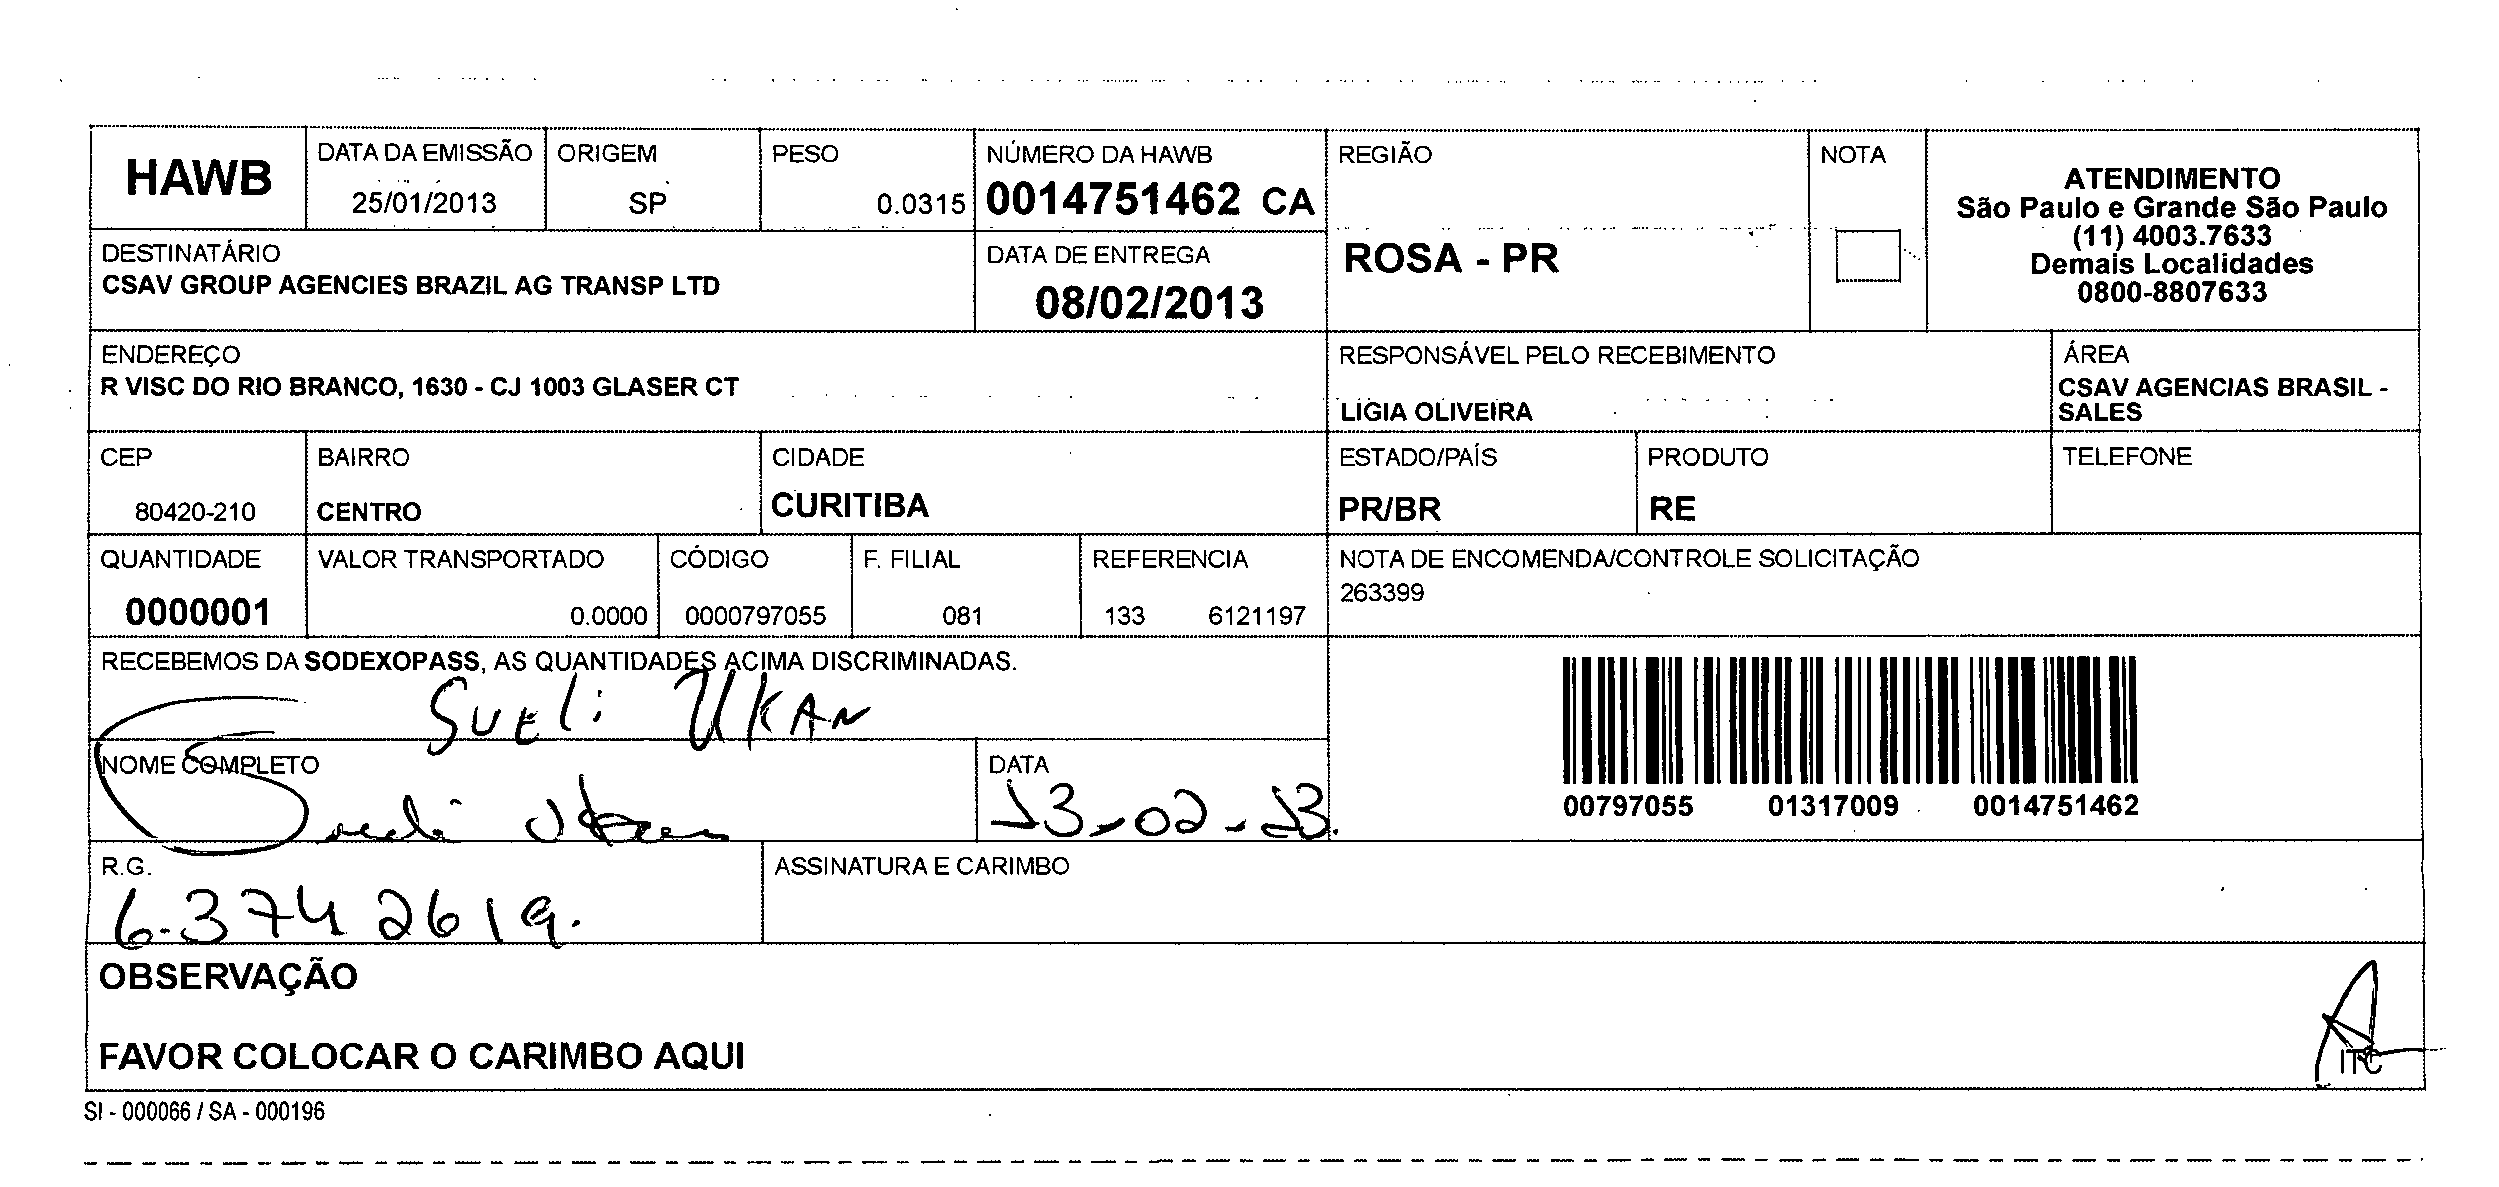 HAWB
DATA DA EMISSÃO
25/01/2013
ORIGEM
SP
PESO
0.0315
NÚMERO DA HAWB
0014751462 CA
REGIÃO
ROSA - PR
NOTA
ATENDIMENTO
São Paulo e Grande São Paulo
(11) 4003.7633
Demais Localidades
0800-8807633
DESTINATÁRIO
CSAV GROUP AGENCIES BRAZIL AG TRANSP LTD
DATA DE ENTREGA
08/02/2013
ENDEREÇO
R VISC DO RIO BRANCO, 1630 - CJ 1003 GLASER CT
RESPONSÁVEL PELO RECEBIMENTO
LIGIA OLIVEIRA
ÁREA
CSAV AGENCIAS BRASIL -
SALES
CEP
80420-210
BAIRRO
CENTRO
CIDADE
CURITIBA
ESTADO/PAÍS
PR/BR
PRODUTO
RE
TELEFONE
QUANTIDADE
0000001
VALOR TRANSPORTADO
0.0000
CÓDIGO
0000797055
F. FILIAL
081
REFERENCIA
133 6121197
NOTA DE ENCOMENDA/CONTROLE SOLICITAÇÃO
263399
RECEBEMOS DA SODEXOPASS, AS QUANTIDADES ACIMA DISCRIMINADAS.
Sueli UKAN
NOME COMPLETO
DATA
13-02-13.
00797055 01317009 0014751462
R.G.
6.374 2619.
ASSINATURA E CARIMBO
OBSERVAÇÃO
FAVOR COLOCAR O CARIMBO AQUI
ITC
SI - 000066 / SA - 000196